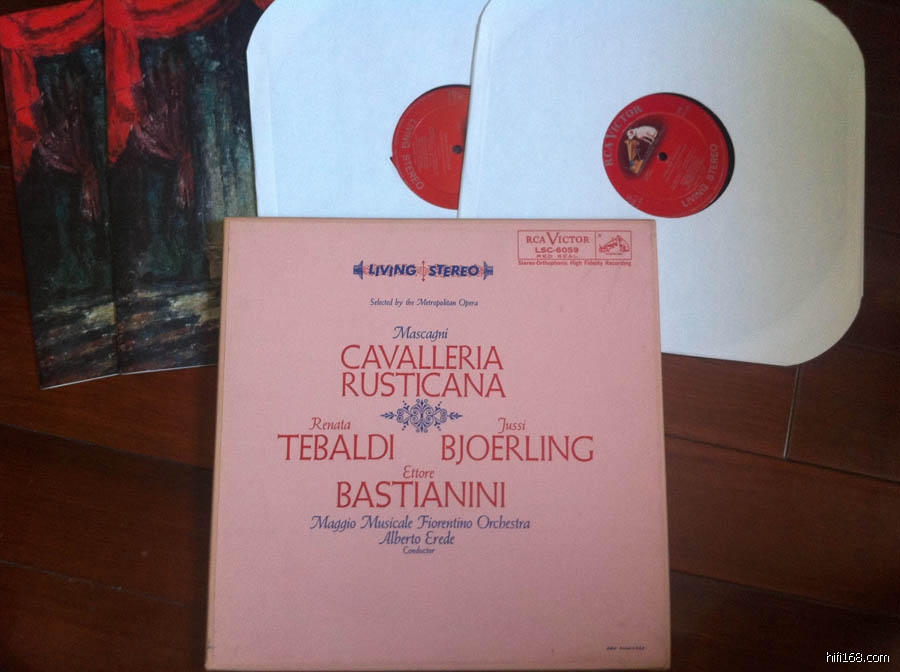 RCA VICTOR
LIVING STEREO
LIVING STEREO
RCA VICTOR
LSC-6059
RED SEAL
Stereo-Orthophonic High Fidelity Recording
LIVING STEREO
Selected by the Metropolitan Opera
Mascagni
CAVALLERIA
RUSTICANA
Renata
TEBALDI
Jussi
BJOERLING
Ettore
BASTIANINI
Maggio Musicale Fiorentino Orchestra
Alberto Erede
Conductor
hifi168.com